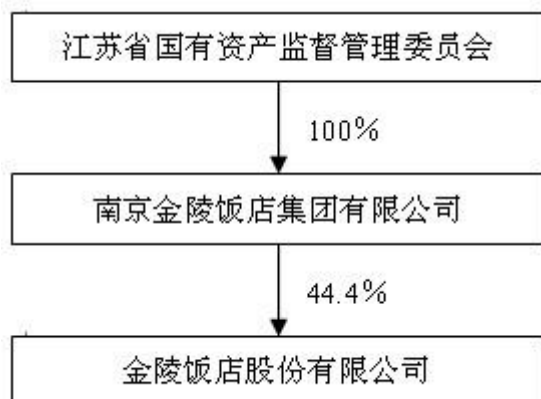 江苏省国有资产监督管理委员会
100%
南京金陵饭店集团有限公司
44.4%
金陵饭店股份有限公司